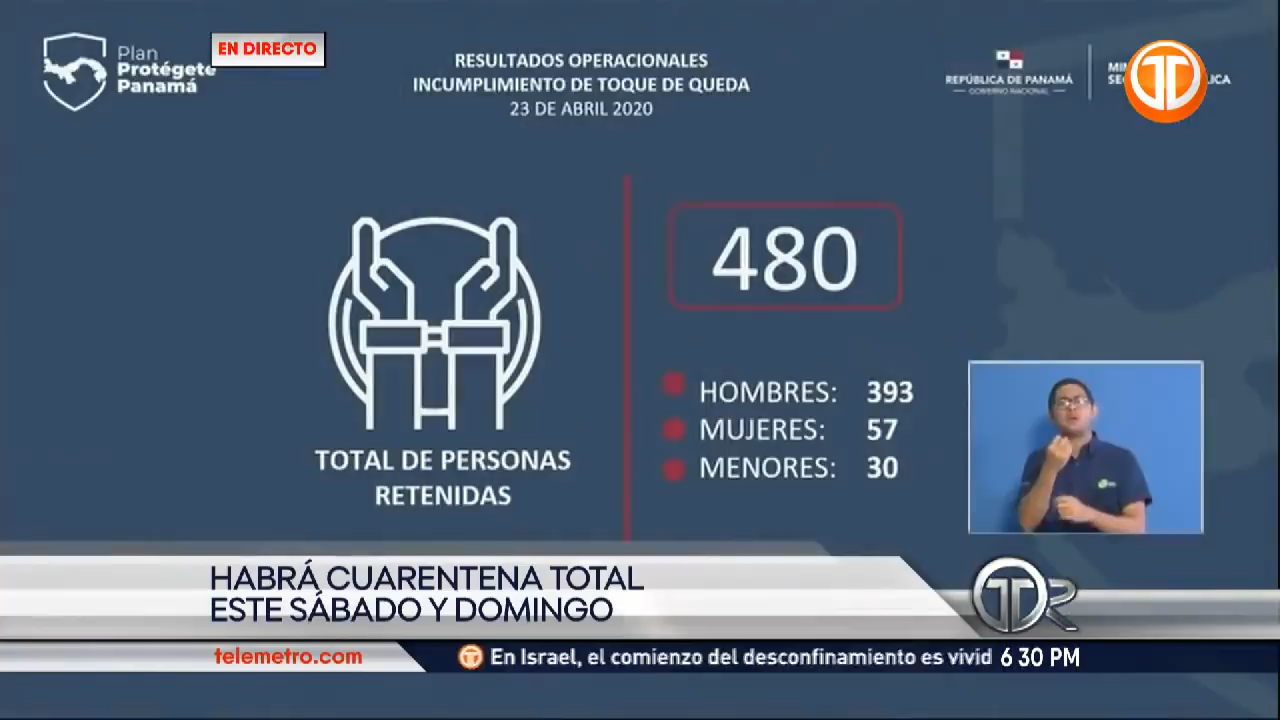 Plan
Protégete
Panamá
EN DIRECTO
RESULTADOS OPERACIONALES
INCUMPLIMIENTO DE TOQUE DE QUEDA
23 DE ABRIL 2020
REPÚBLICA DE PANAMÁ
— GOBIERNO NACIONAL —
480
HOMBRES: 393
MUJERES: 57
MENORES: 30
TOTAL DE PERSONAS
RETENIDAS
HABRÁ CUARENTENA TOTAL
ESTE SÁBADO Y DOMINGO
TR
telemetro.com
En Israel, el comienzo del desconfinamiento es vivid
6 30 PM